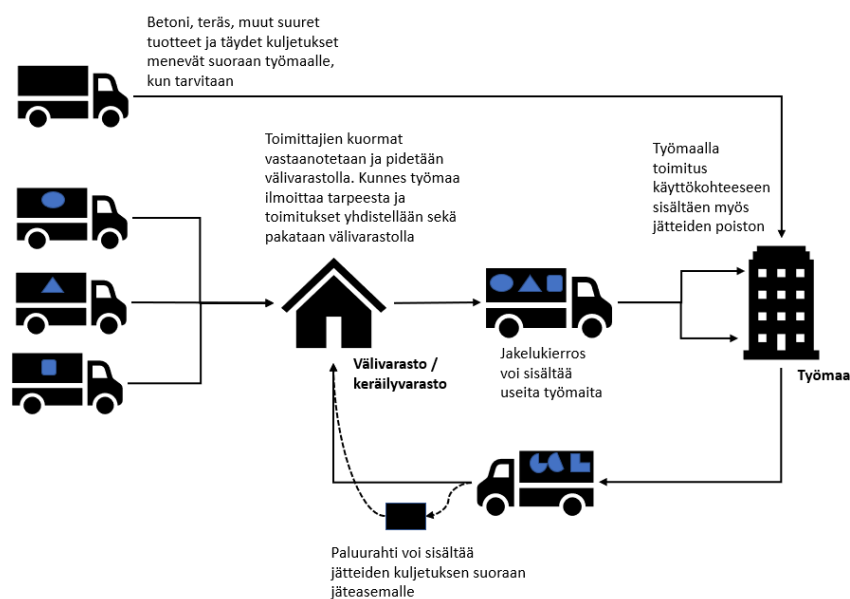 Betoni, teräs, muut suuret
tuotteet ja täydet kuljetukset
menevät suoraan työmaalle,
kun tarvitaan
Toimittajien kuormat
vastaanotetaan ja pidetään
välivarastolla. Kunnes työmaa
ilmoittaa tarpeesta ja
toimitukset yhdistellään sekä
pakataan välivarastolla
Työmaalla
toimitus
käyttökohteeseen
sisältäen myös
jätteiden poiston
Välivarasto /
keräilyvarasto
Jakelukierros
voi sisältää
useita työmaita
Työmaa
Paluurahti voi sisältää
jätteiden kuljetuksen suoraan
jäteasemalle